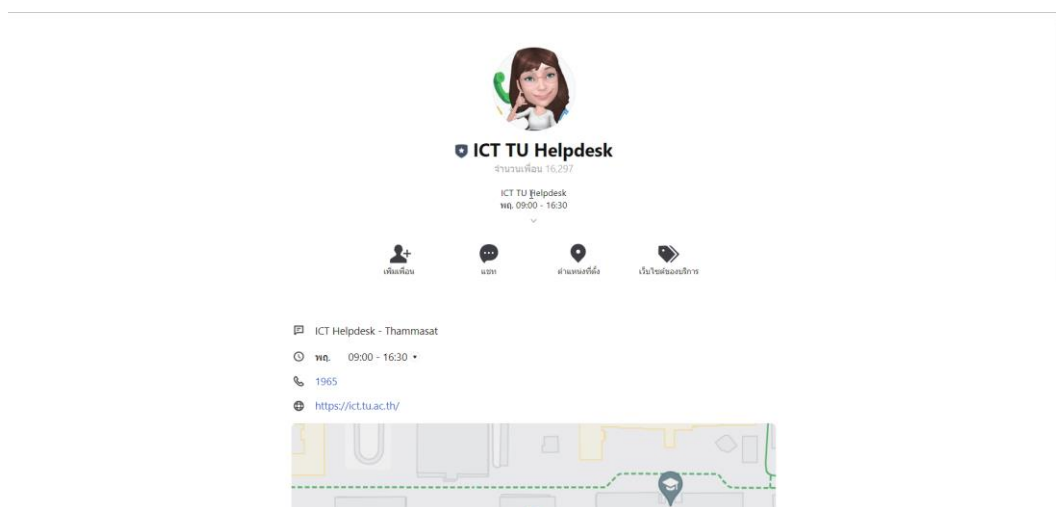 ICT TU Helpdesk
จำนวนเพื่อน 16,297
ICT TU Helpdesk
พฤ. 09:00 - 16:30
เพิ่มเพื่อน
แชท
ตำแหน่งที่ตั้ง
เว็บไซต์ของบริการ
ICT Helpdesk - Thammasat
พฤ. 09:00 - 16:30
1965
https://ict.tu.ac.th/